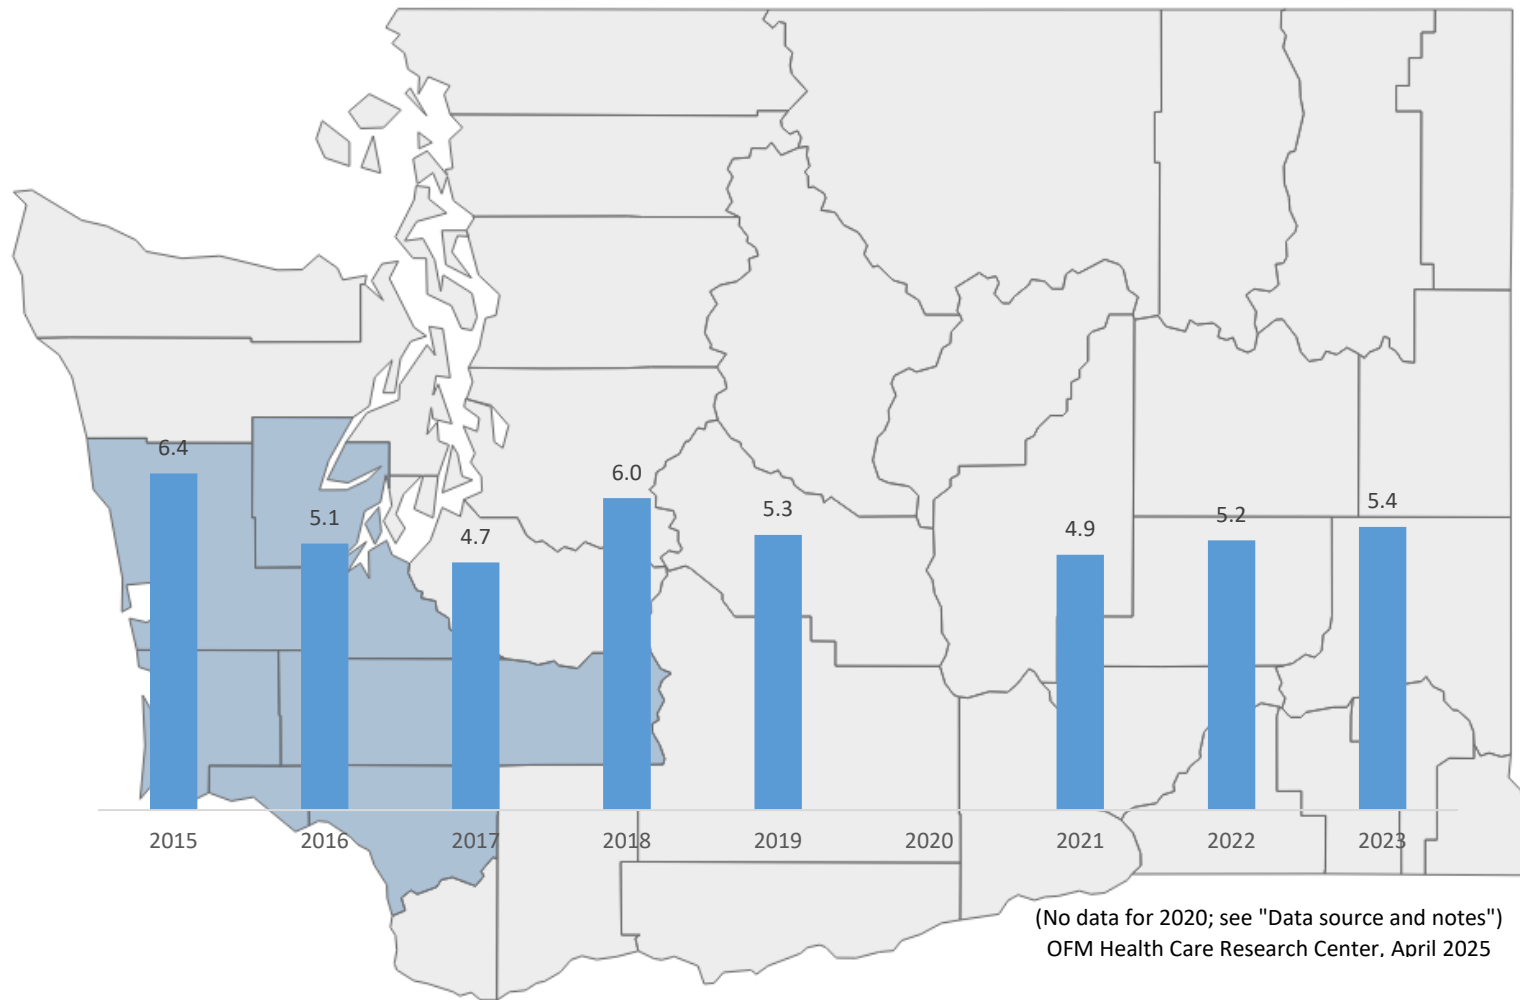 6.4
5.1
4.7
6.0
5.3
4.9
5.2
5.4
2015 2016 2017 2018 2019 2020 2021 2022 2023
(No data for 2020; see "Data source and notes")
OFM Health Care Research Center, April 2025